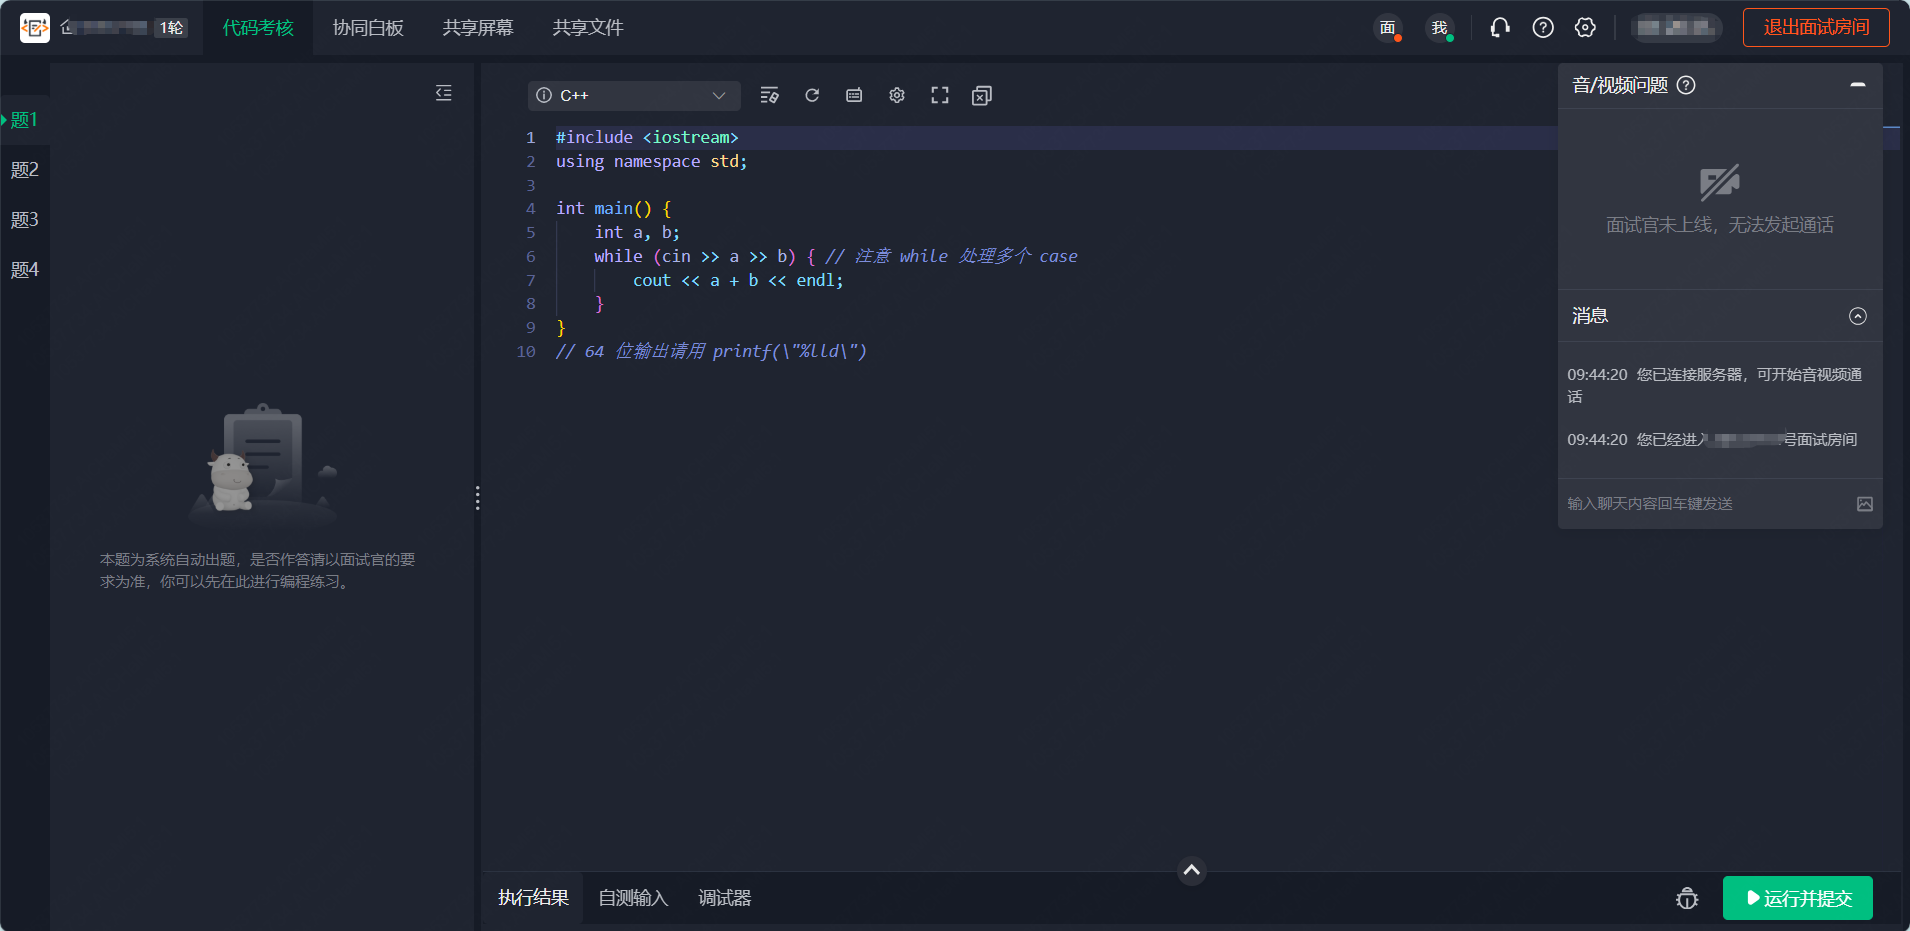 1轮
代码考核
协同白板
共享屏幕
共享文件
面
我
退出面试房间
题1
题2
题3
题4
本题为系统自动出题，是否作答请以面试官的要
求为准，你可以先在此进行编程练习。
C++
1 #include <iostream>
2 using namespace std;
3
4 int main() {
5 int a, b;
6 while (cin >> a >> b) { // 注意 while 处理多个 case
7 cout << a + b << endl;
8 }
9 }
10 // 64 位输出请用 printf(\"%lld\")
音/视频问题
面试官未上线，无法发起通话
消息
09:44:20 您已连接服务器，可开始音视频通
话
09:44:20 您已经进入 号面试房间
输入聊天内容回车键发送
执行结果
自测输入
调试器
运行并提交